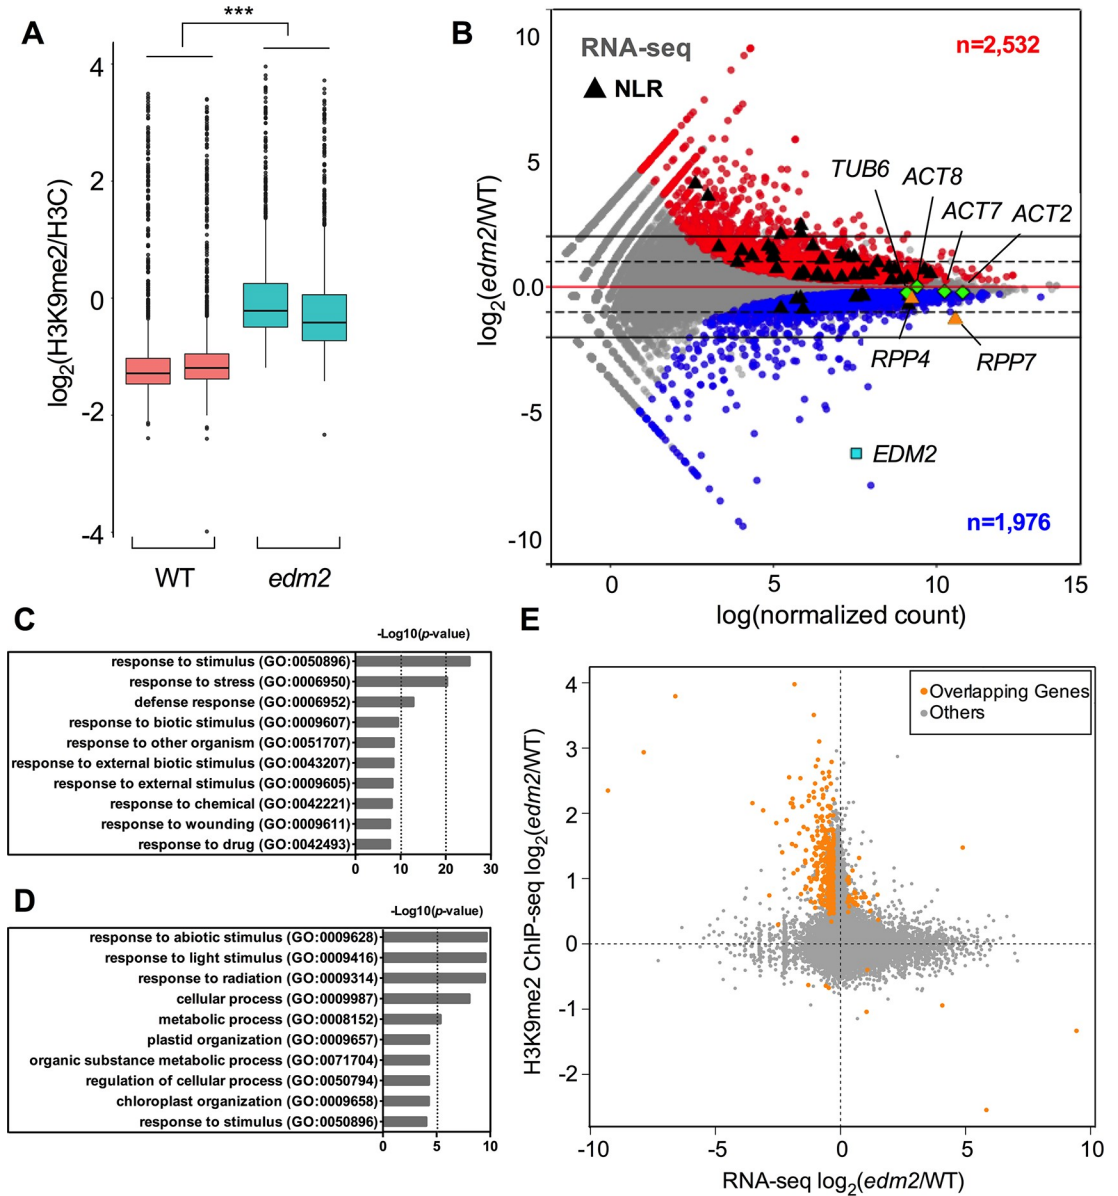 A
***
log2(H3K9me2/H3C)
4
2
0
-2
-4
WT
edm2
B
RNA-seq
NLR
n=2,532
TUB6
ACT8
ACT7
ACT2
RPP4
RPP7
EDM2
n=1,976
log2(edm2/WT)
10
5
0.0
-5
-10
0
5
10
15
log(normalized count)
C
-Log10(p-value)
response to stimulus (GO:0050896)
response to stress (GO:0006950)
defense response (GO:0006952)
response to biotic stimulus (GO:0009607)
response to other organism (GO:0051707)
response to external biotic stimulus (GO:0043207)
response to external stimulus (GO:0009605)
response to chemical (GO:0042221)
response to wounding (GO:0009611)
response to drug (GO:0042493)
0
10
20
30
D
-Log10(p-value)
response to abiotic stimulus (GO:0009628)
response to light stimulus (GO:0009416)
response to radiation (GO:0009314)
cellular process (GO:0009987)
metabolic process (GO:0008152)
plastid organization (GO:0009657)
organic substance metabolic process (GO:0071704)
regulation of cellular process (GO:0050794)
chloroplast organization (GO:0009658)
response to stimulus (GO:0050896)
0
5
10
E
Overlapping Genes
Others
H3K9me2 ChIP-seq log2(edm2/WT)
4
3
2
1
0
-1
-2
-10
-5
0
5
10
RNA-seq log2(edm2/WT)